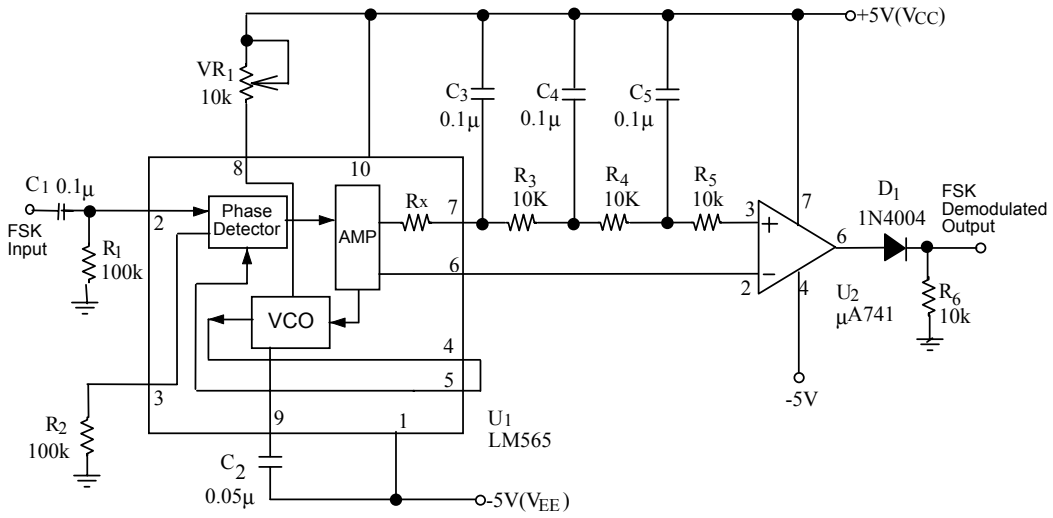 +5V(VCC)
VR1
10k
C3
0.1µ
C4
0.1µ
C5
0.1µ
8
10
C1 0.1µ
FSK
Input
2
Phase
Detector
AMP
Rx
7
R3
10K
R4
10K
R5
10k
3
+
7
6
D1
1N4004
FSK
Demodulated
Output
R1
100k
6
2
−
4
U2
µA741
R6
10k
VCO
4
5
3
-5V
R2
100k
9
1
U1
LM565
C2
0.05µ
-5V(VEE)